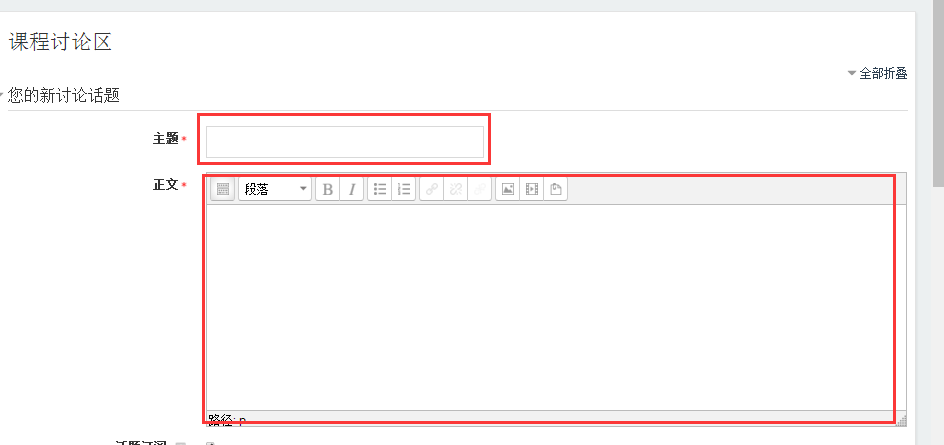 课程讨论区
全部折叠
您的新讨论话题
主题*
正文*
段落 B I
路径: p